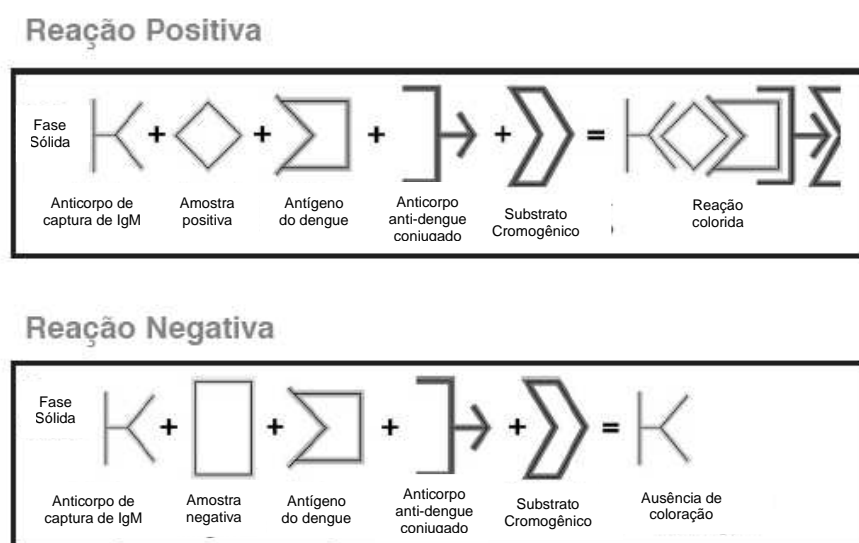 Reação Positiva
Fase
Sólida
+ + + + =
Anticorpo de
captura de IgM
Amostra
positiva
Antígeno
do dengue
Anticorpo
anti-dengue
coniugado
Substrato
Cromogênico
Reação
colorida
Reação Negativa
Fase
Sólida
+ + + + =
Anticorpo de
captura de IgM
Amostra
negativa
Antígeno
do dengue
Anticorpo
anti-dengue
coniugado
Substrato
Cromogênico
Ausência de
coloração